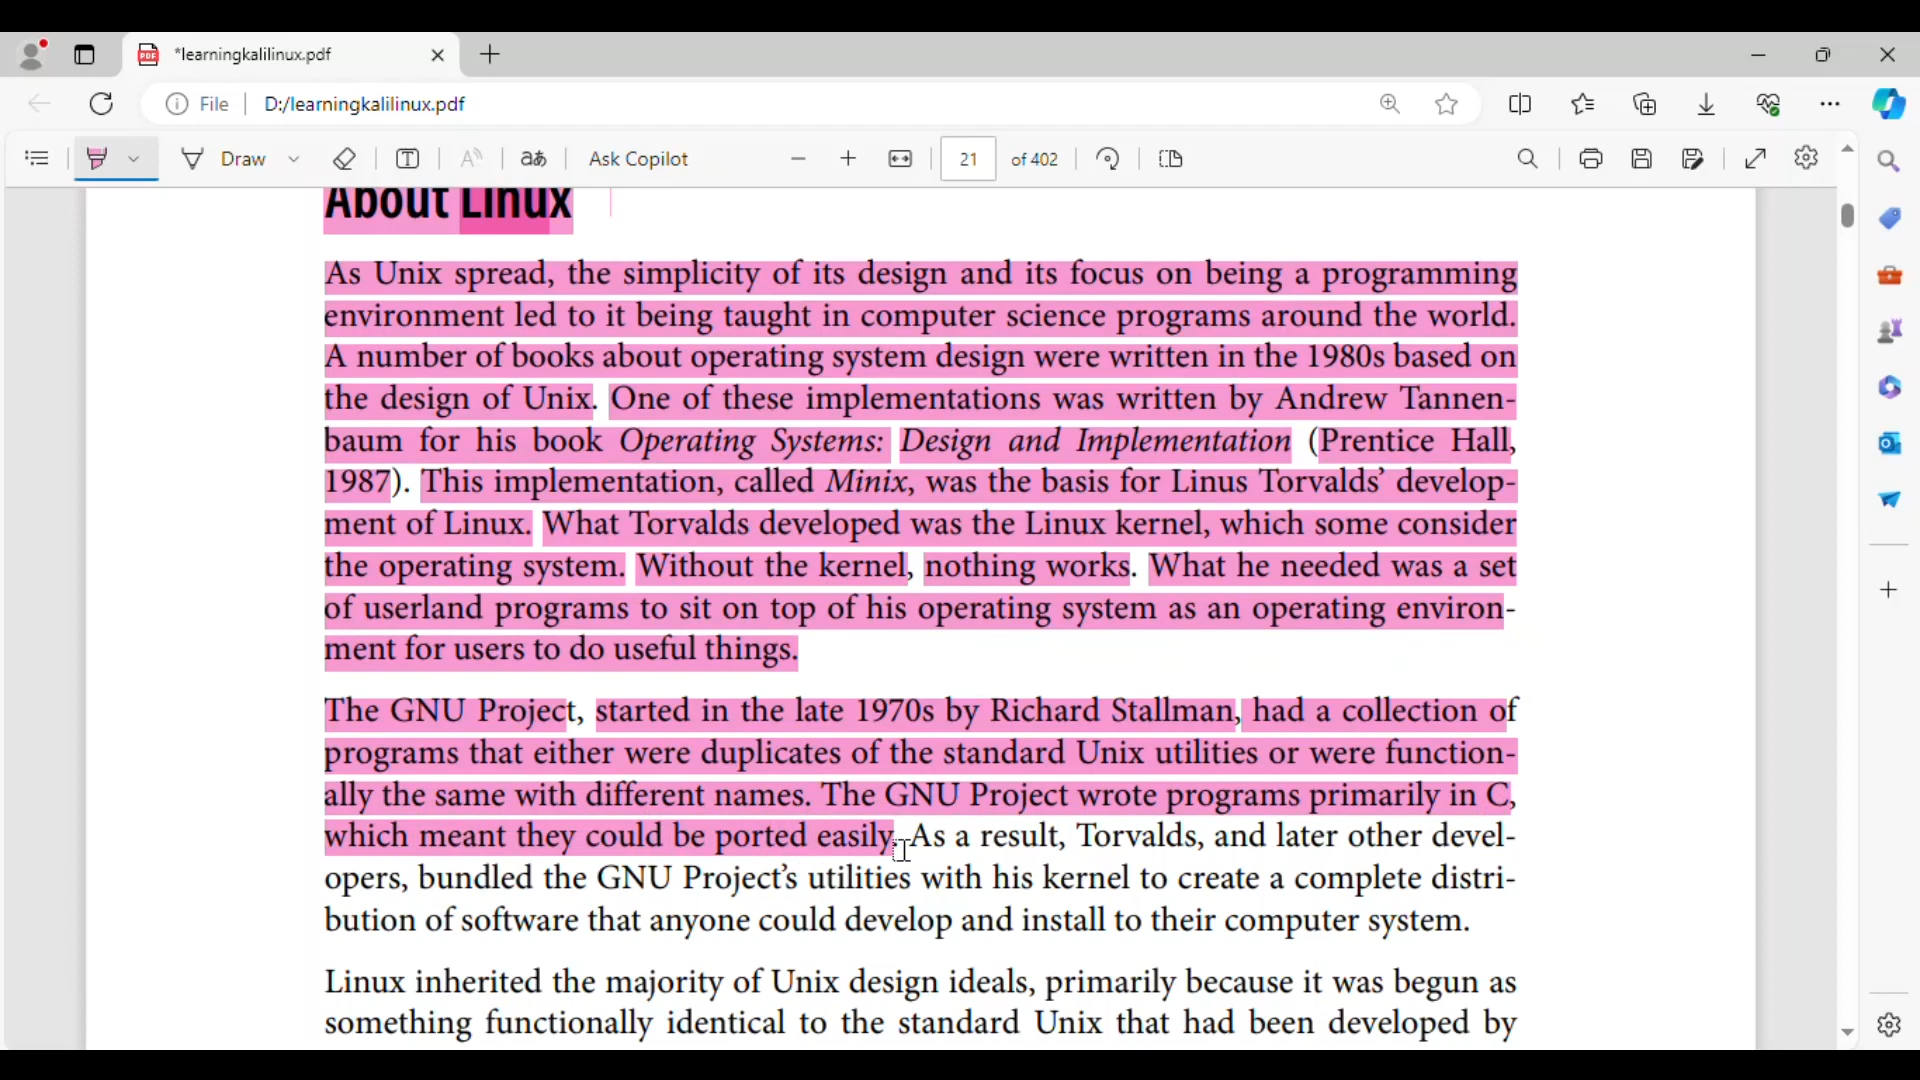 *learningkalilinux.pdf
File D:/learningkalilinux.pdf
Draw aあ Ask Copilot 21 of 402
About Linux
As Unix spread, the simplicity of its design and its focus on being a programming
environment led to it being taught in computer science programs around the world.
A number of books about operating system design were written in the 1980s based on
the design of Unix. One of these implementations was written by Andrew Tannen-
baum for his book Operating Systems: Design and Implementation (Prentice Hall,
1987). This implementation, called Minix, was the basis for Linus Torvalds’ develop-
ment of Linux. What Torvalds developed was the Linux kernel, which some consider
the operating system. Without the kernel, nothing works. What he needed was a set
of userland programs to sit on top of his operating system as an operating environ-
ment for users to do useful things.
The GNU Project, started in the late 1970s by Richard Stallman, had a collection of
programs that either were duplicates of the standard Unix utilities or were function-
ally the same with different names. The GNU Project wrote programs primarily in C,
which meant they could be ported easily. As a result, Torvalds, and later other devel-
opers, bundled the GNU Project’s utilities with his kernel to create a complete distri-
bution of software that anyone could develop and install to their computer system.
Linux inherited the majority of Unix design ideals, primarily because it was begun as
something functionally identical to the standard Unix that had been developed by